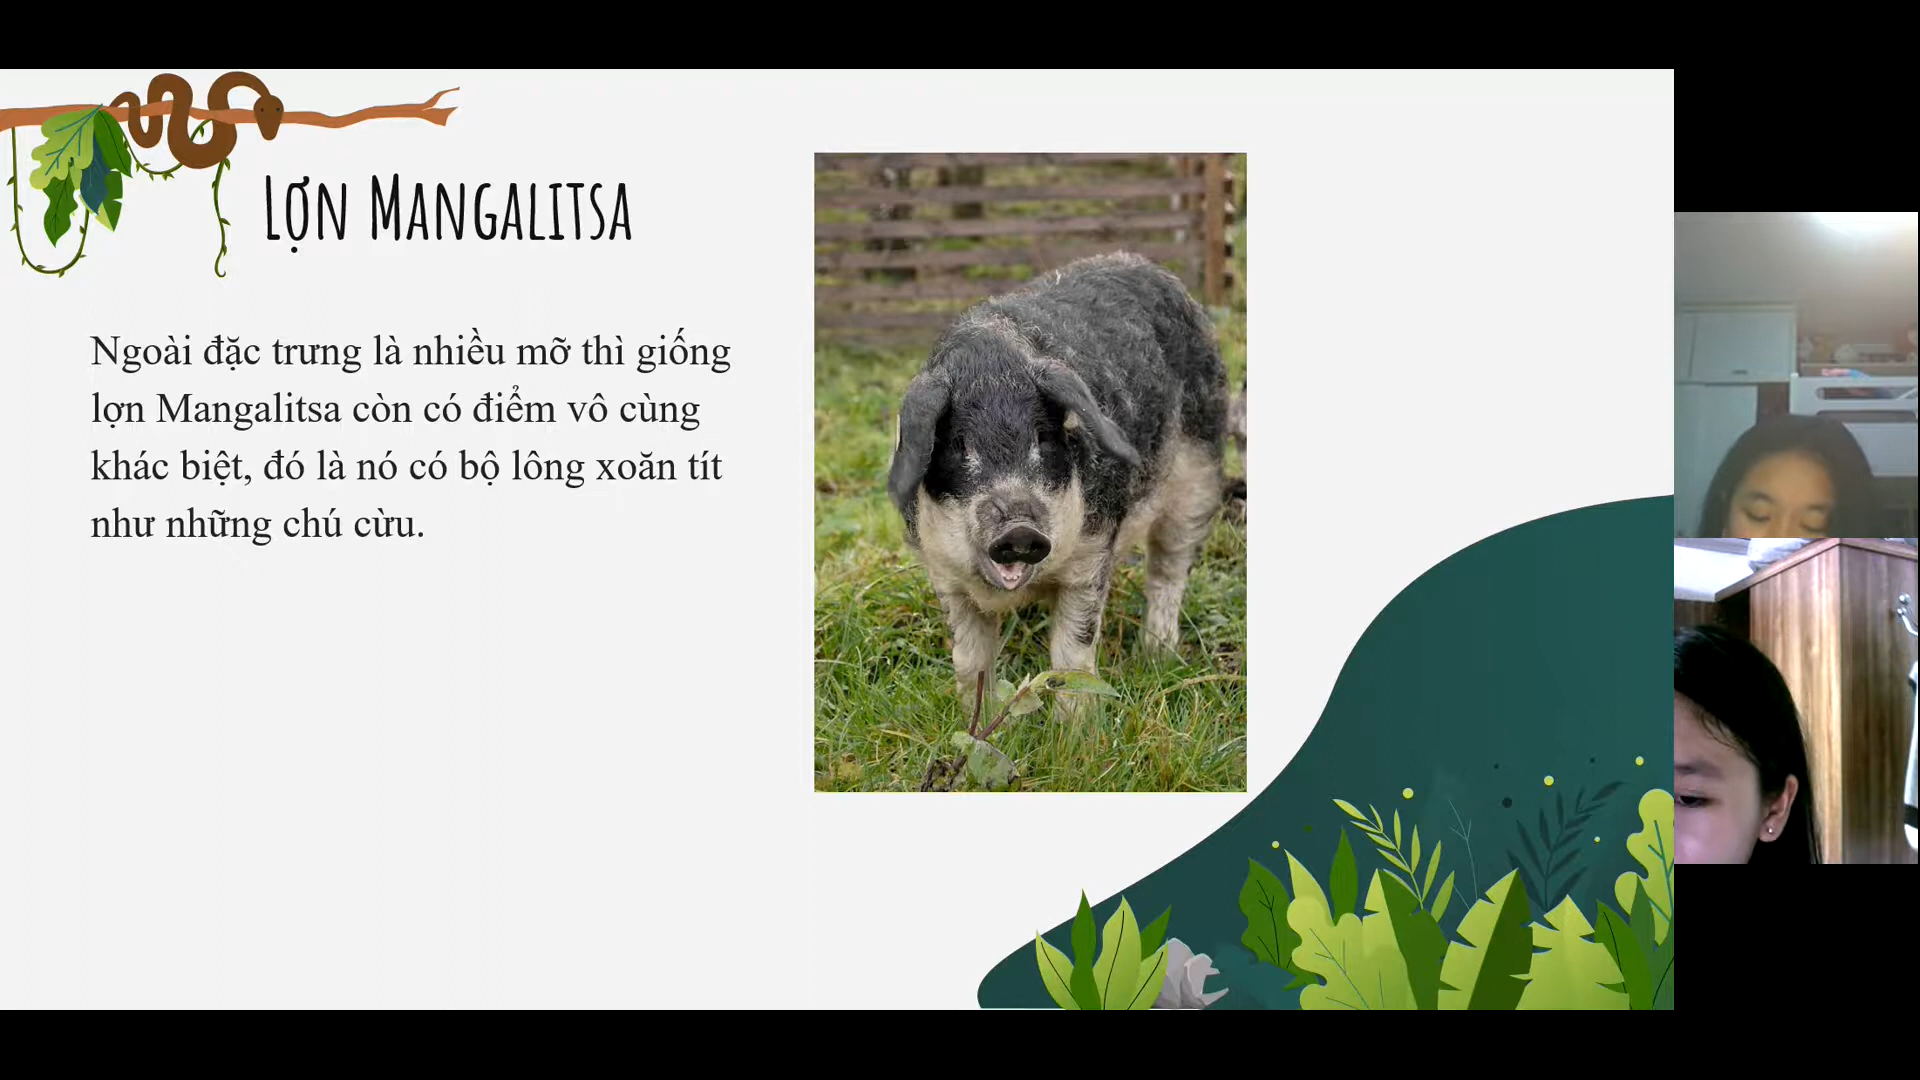 Lợn Mangalitsa
Ngoài đặc trưng là nhiều mỡ thì giống
lợn Mangalitsa còn có điểm vô cùng
khác biệt, đó là nó có bộ lông xoăn tít
như những chú cừu.